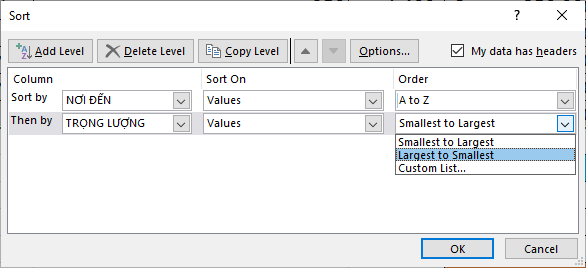 Sort
? ×
Add Level Delete Level Copy Level Options... My data has headers
Column Sort On Order
Sort by NƠI ĐẾN Values A to Z
Then by TRỌNG LƯỢNG Values Smallest to Largest
Smallest to Largest
Largest to Smallest
Custom List...
OK Cancel